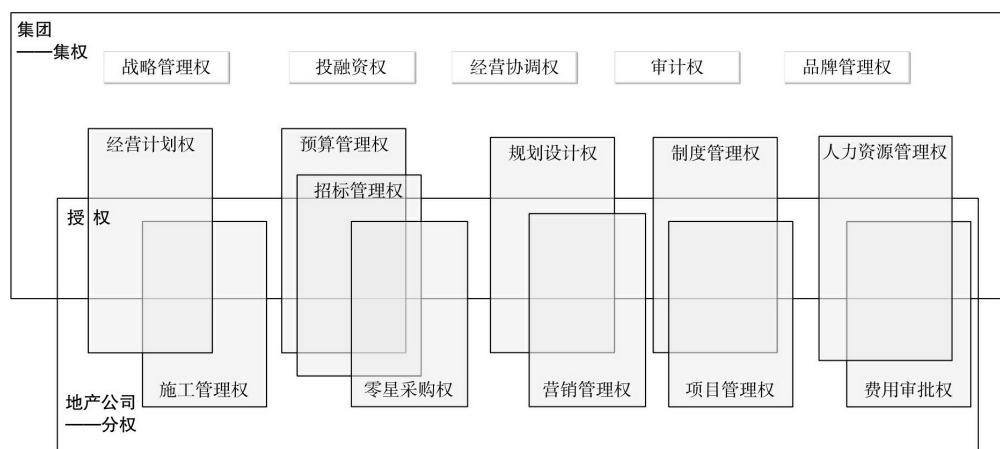 集团
——集权
战略管理权
投融资权
经营协调权
审计权
品牌管理权
经营计划权
预算管理权
规划设计权
制度管理权
人力资源管理权
招标管理权
授 权
施工管理权
零星采购权
营销管理权
项目管理权
费用审批权
地产公司
——分权